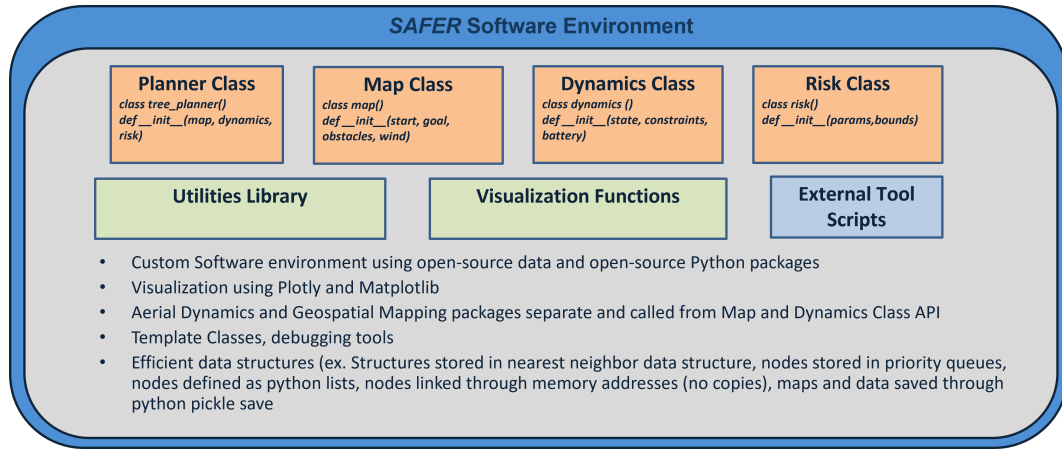 SAFER Software Environment
Planner Class
class tree_planner()
def __init__(map, dynamics,
risk)
Map Class
class map()
def __init__(start, goal,
obstacles, wind)
Dynamics Class
class dynamics ()
def __init__(state, constraints,
battery)
Risk Class
class risk()
def __init__(params,bounds)
Utilities Library
Visualization Functions
External Tool
Scripts
• Custom Software environment using open-source data and open-source Python packages
• Visualization using Plotly and Matplotlib
• Aerial Dynamics and Geospatial Mapping packages separate and called from Map and Dynamics Class API
• Template Classes, debugging tools
• Efficient data structures (ex. Structures stored in nearest neighbor data structure, nodes stored in priority queues,
nodes defined as python lists, nodes linked through memory addresses (no copies), maps and data saved through
python pickle save